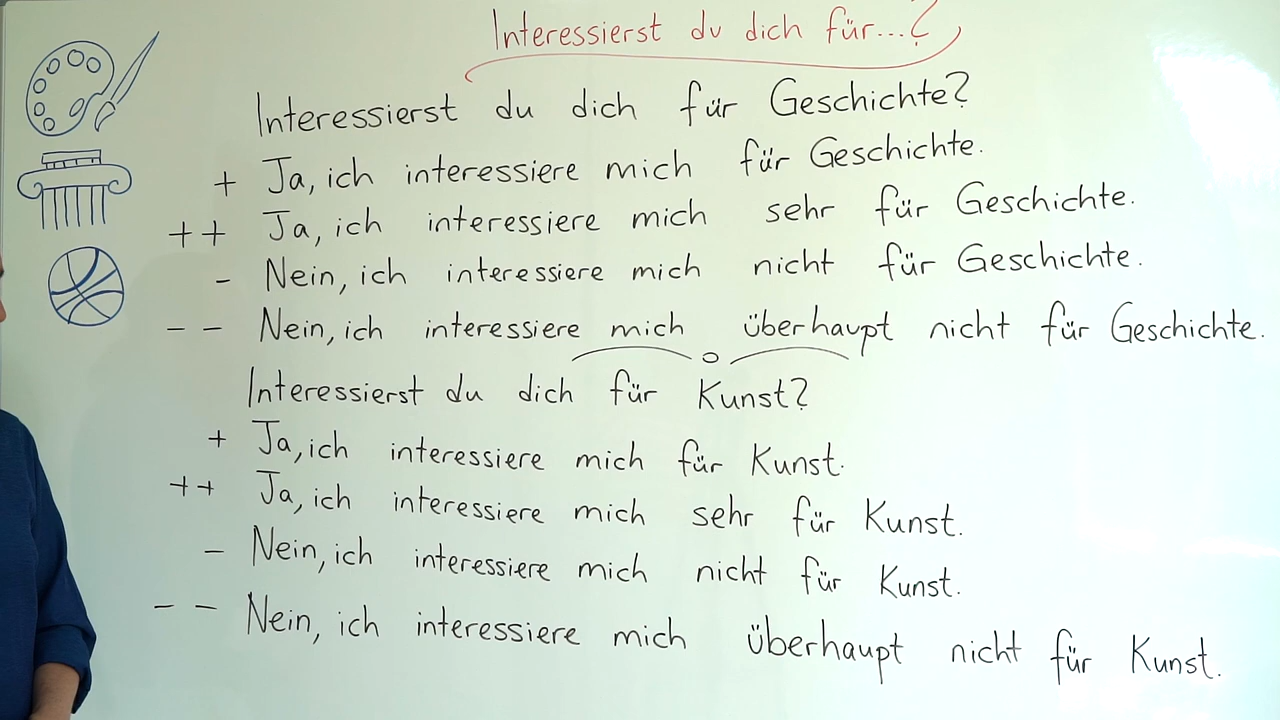 Interessierst du dich für...?
Interessierst du dich für Geschichte?
+ Ja, ich interessiere mich für Geschichte.
++ Ja, ich interessiere mich sehr für Geschichte.
- Nein, ich interessiere mich nicht für Geschichte.
-- Nein, ich interessiere mich überhaupt nicht für Geschichte.
Interessierst du dich für Kunst?
+ Ja, ich interessiere mich für Kunst.
++ Ja, ich interessiere mich sehr für Kunst.
- Nein, ich interessiere mich nicht für Kunst.
-- Nein, ich interessiere mich überhaupt nicht für Kunst.